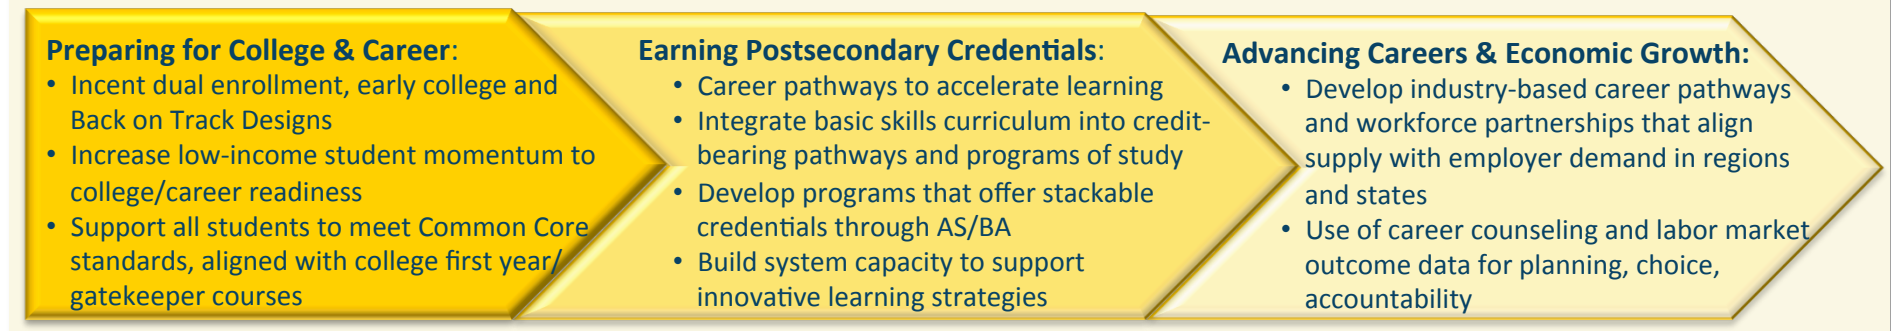 Preparing for College & Career:
• Incent dual enrollment, early college and
Back on Track Designs
• Increase low-income student momentum to
college/career readiness
• Support all students to meet Common Core
standards, aligned with college first year/
gatekeeper courses
Earning Postsecondary Credentials:
• Career pathways to accelerate learning
• Integrate basic skills curriculum into credit-
bearing pathways and programs of study
• Develop programs that offer stackable
credentials through AS/BA
• Build system capacity to support
innovative learning strategies
Advancing Careers & Economic Growth:
• Develop industry-based career pathways
and workforce partnerships that align
supply with employer demand in regions
and states
• Use of career counseling and labor market
outcome data for planning, choice,
accountability